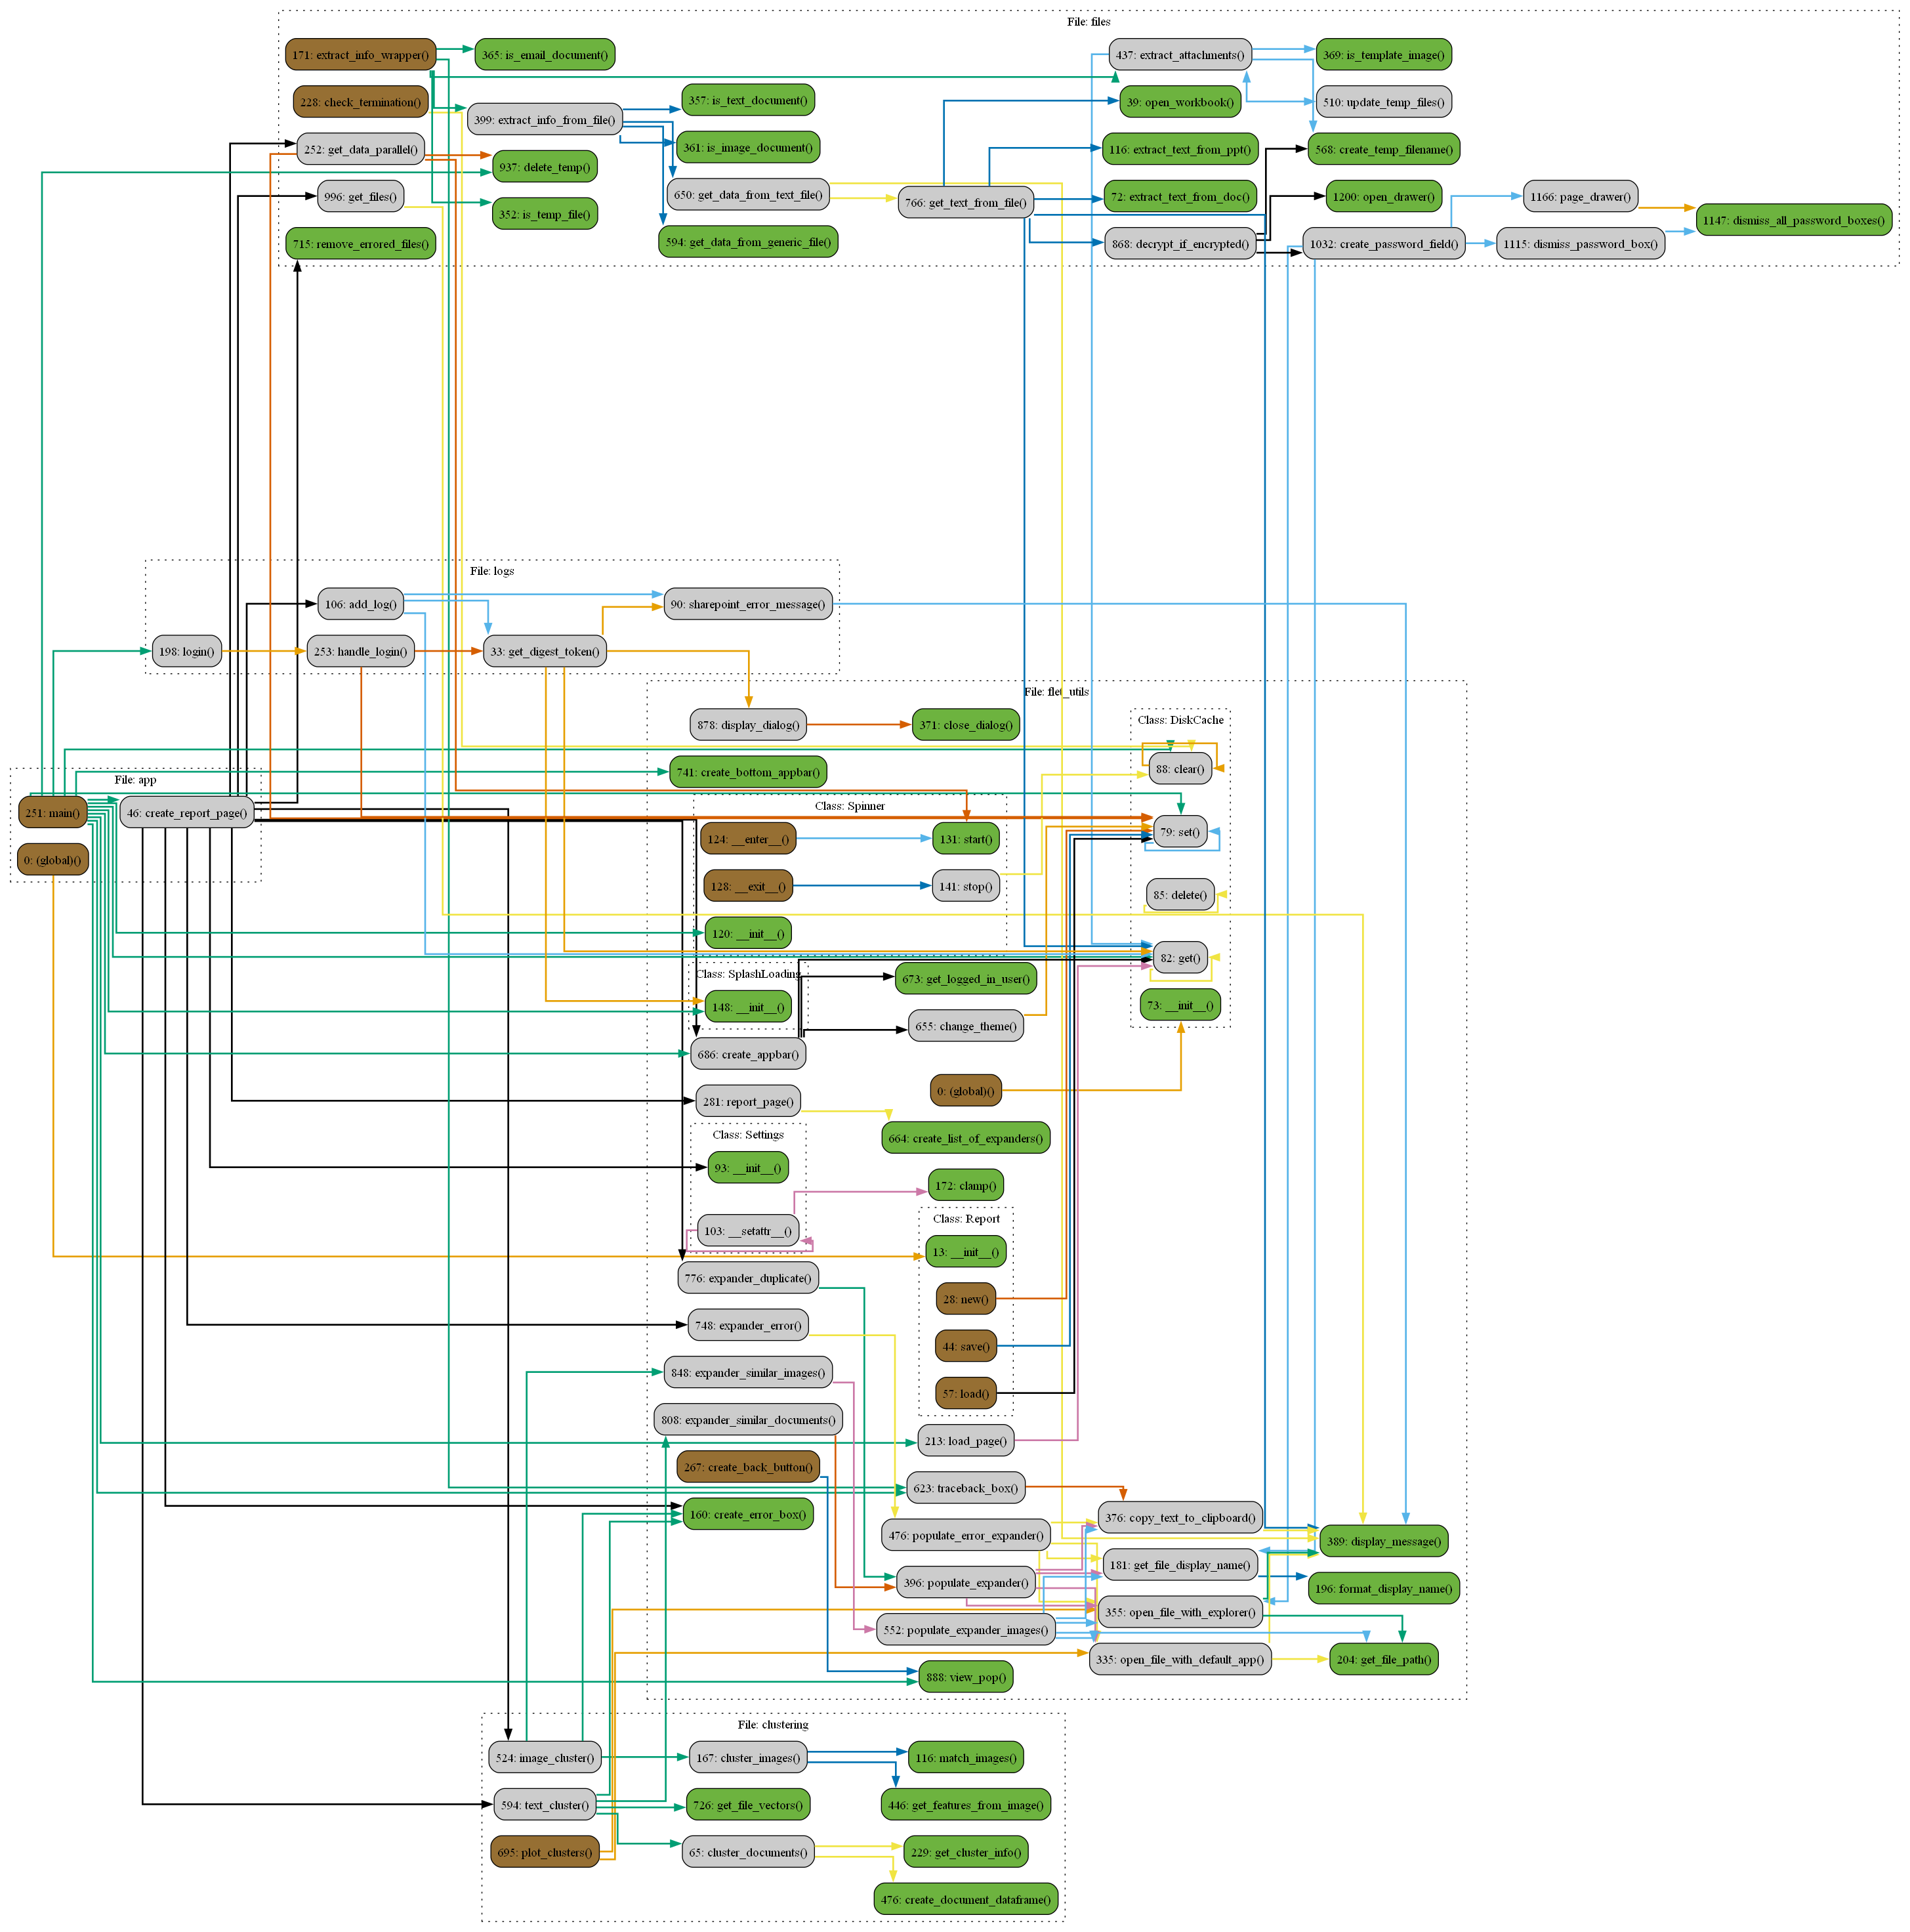 File: files
171: extract_info_wrapper()
365: is_email_document()
437: extract_attachments()
369: is_template_image()
228: check_termination()
357: is_text_document()
39: open_workbook()
510: update_temp_files()
399: extract_info_from_file()
252: get_data_parallel()
361: is_image_document()
116: extract_text_from_ppt()
568: create_temp_filename()
937: delete_temp()
996: get_files()
650: get_data_from_text_file()
766: get_text_from_file()
72: extract_text_from_doc()
1200: open_drawer()
1166: page_drawer()
352: is_temp_file()
1147: dismiss_all_password_boxes()
715: remove_errored_files()
594: get_data_from_generic_file()
868: decrypt_if_encrypted()
1032: create_password_field()
1115: dismiss_password_box()
File: logs
106: add_log()
90: sharepoint_error_message()
198: login()
253: handle_login()
33: get_digest_token()
File: flet_utils
878: display_dialog()
371: close_dialog()
Class: DiskCache
741: create_bottom_appbar()
88: clear()
File: app
251: main()
46: create_report_page()
0: (global)()
Class: Spinner
124: __enter__()
131: start()
79: set()
128: __exit__()
141: stop()
85: delete()
120: __init__()
82: get()
Class: SplashLoading
673: get_logged_in_user()
148: __init__()
73: __init__()
655: change_theme()
686: create_appbar()
0: (global)()
281: report_page()
664: create_list_of_expanders()
Class: Settings
93: __init__()
172: clamp()
103: __setattr__()
Class: Report
13: __init__()
776: expander_duplicate()
28: new()
748: expander_error()
44: save()
848: expander_similar_images()
57: load()
808: expander_similar_documents()
213: load_page()
267: create_back_button()
623: traceback_box()
160: create_error_box()
376: copy_text_to_clipboard()
476: populate_error_expander()
389: display_message()
181: get_file_display_name()
396: populate_expander()
196: format_display_name()
355: open_file_with_explorer()
552: populate_expander_images()
335: open_file_with_default_app()
204: get_file_path()
888: view_pop()
File: clustering
524: image_cluster()
167: cluster_images()
116: match_images()
594: text_cluster()
726: get_file_vectors()
446: get_features_from_image()
695: plot_clusters()
65: cluster_documents()
229: get_cluster_info()
476: create_document_dataframe()